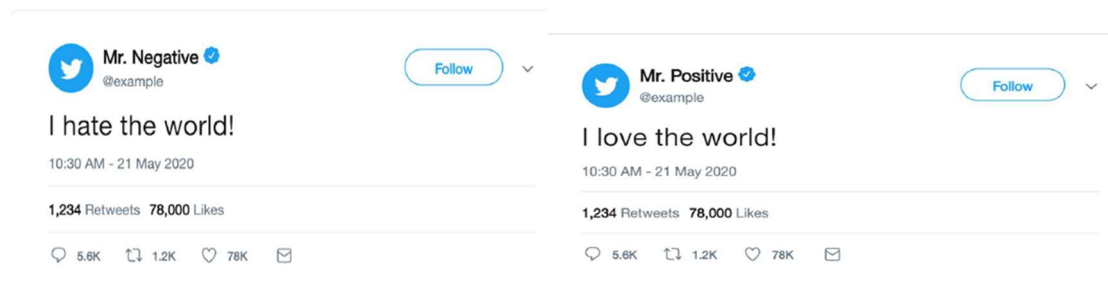 Mr. Negative
@example
Follow
I hate the world!
10:30 AM - 21 May 2020
1,234 Retweets 78,000 Likes
5.6K 1.2K 78K
Mr. Positive
@example
Follow
I love the world!
10:30 AM - 21 May 2020
1,234 Retweets 78,000 Likes
5.6K 1.2K 78K